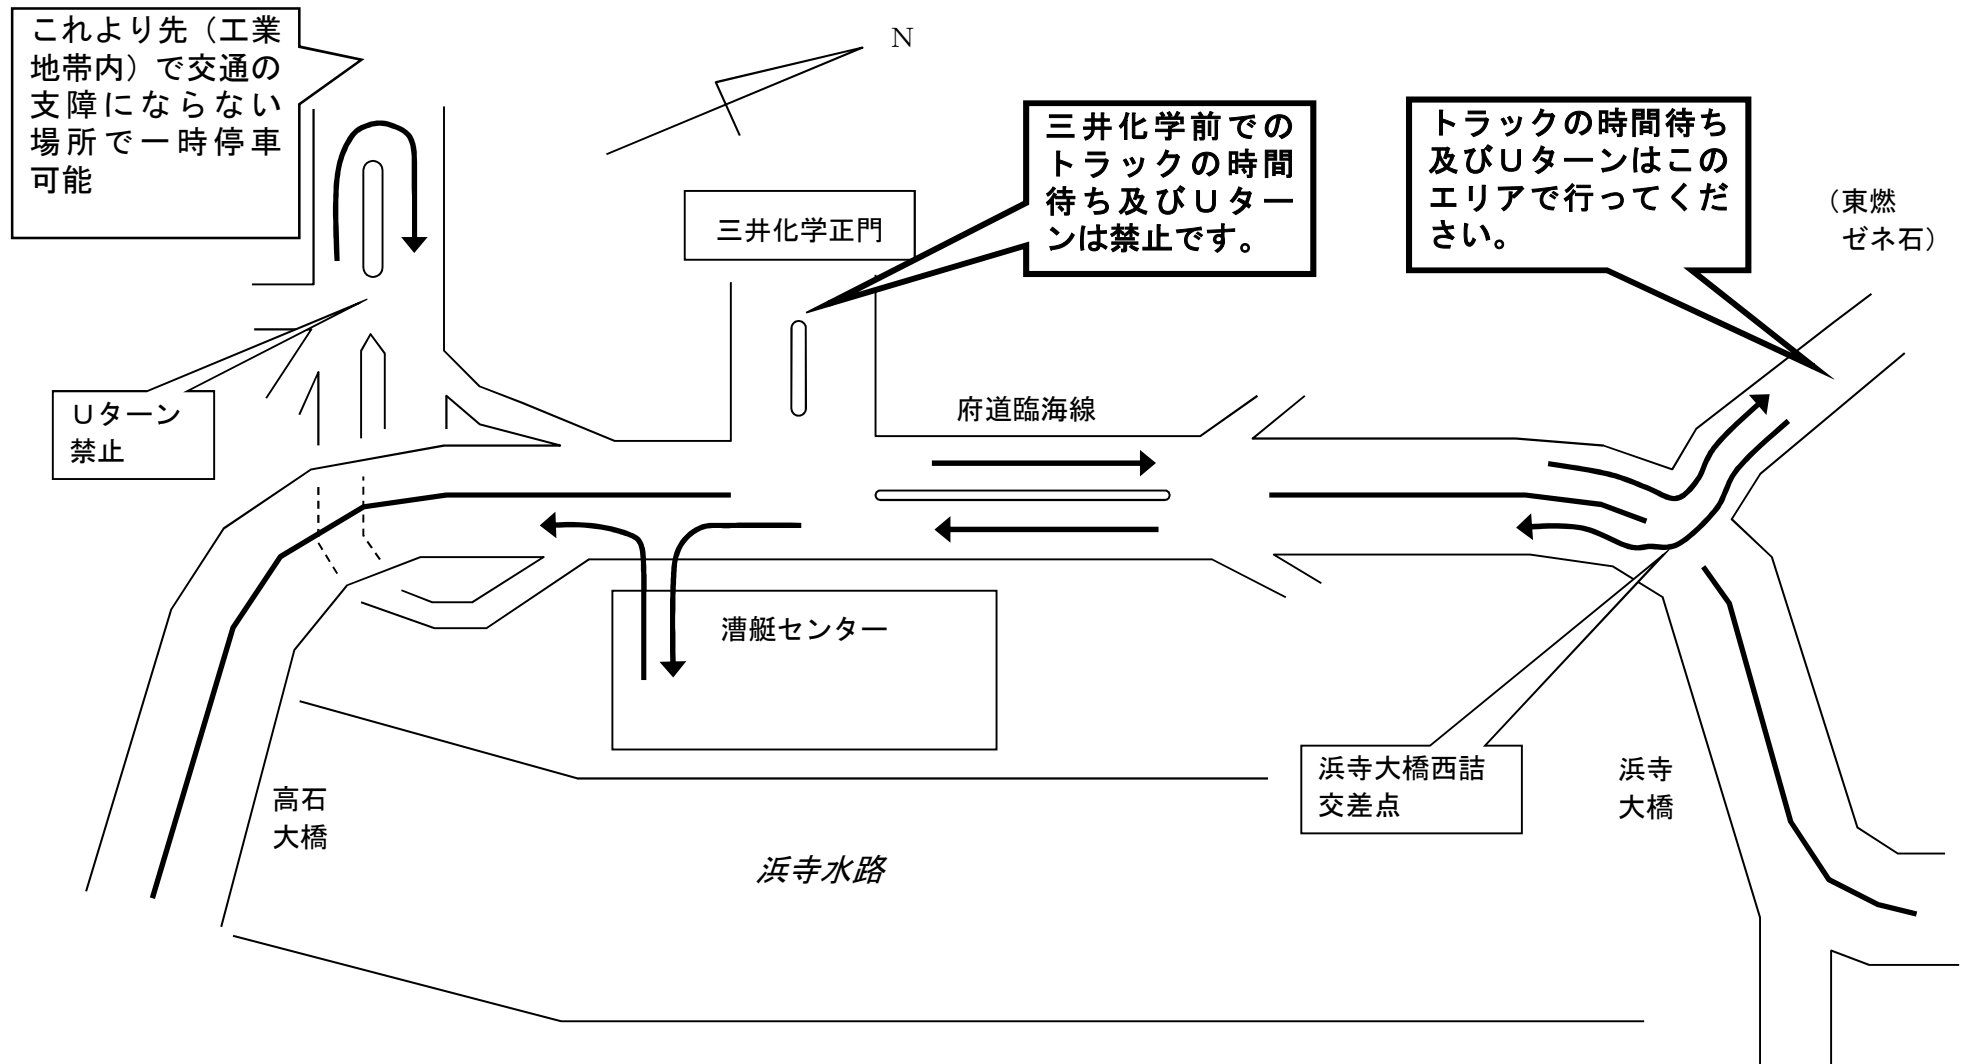 これより先（工業
地帯内）で交通の
支障にならない
場所で一時停車
可能
N
三井化学前での
トラックの時間
待ち及びUター
ンは禁止です。
トラックの時間待ち
及びUターンはこの
エリアで行ってくだ
さい。
（東燃
ゼネ石）
三井化学正門
Uターン
禁止
府道臨海線
漕艇センター
浜寺大橋西詰
交差点
浜寺
大橋
高石
大橋
浜寺水路